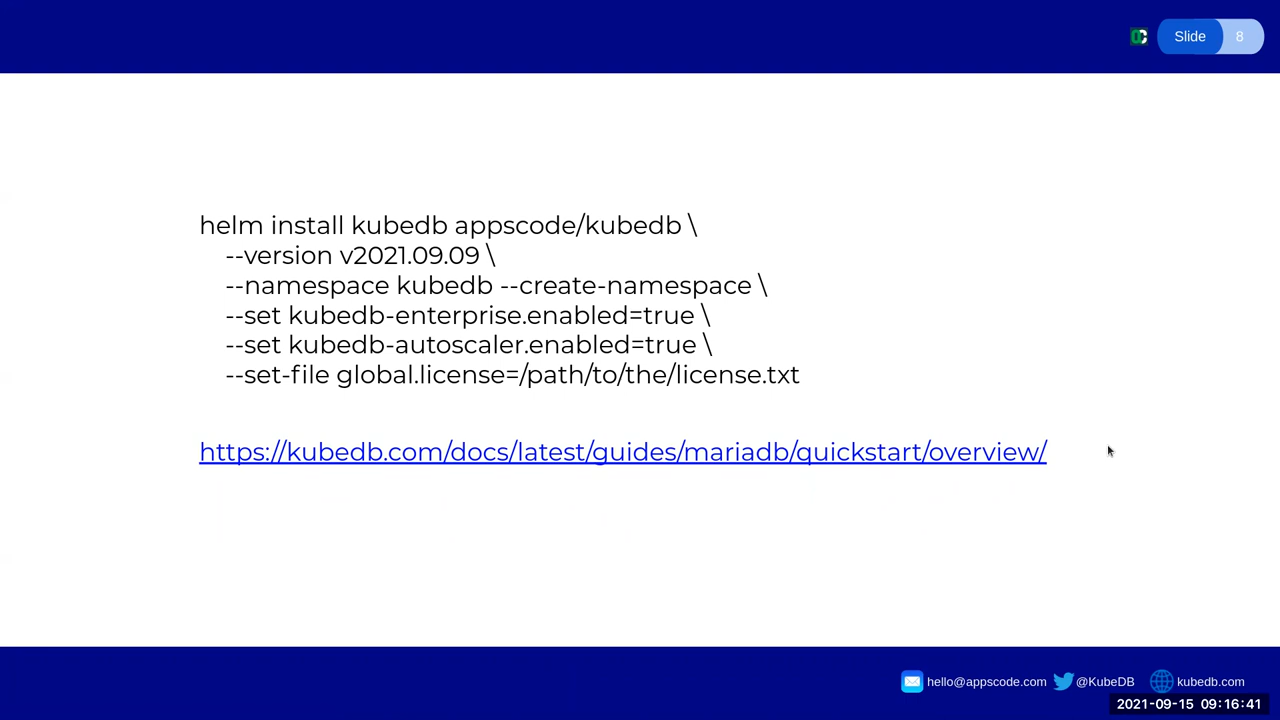 Slide 8
helm install kubedb appscode/kubedb \
--version v2021.09.09 \
--namespace kubedb --create-namespace \
--set kubedb-enterprise.enabled=true \
--set kubedb-autoscaler.enabled=true \
--set-file global.license=/path/to/the/license.txt
https://kubedb.com/docs/latest/guides/mariadb/quickstart/overview/
hello@appscode.com @KubeDB kubedb.com
2021-09-15 09:16:41